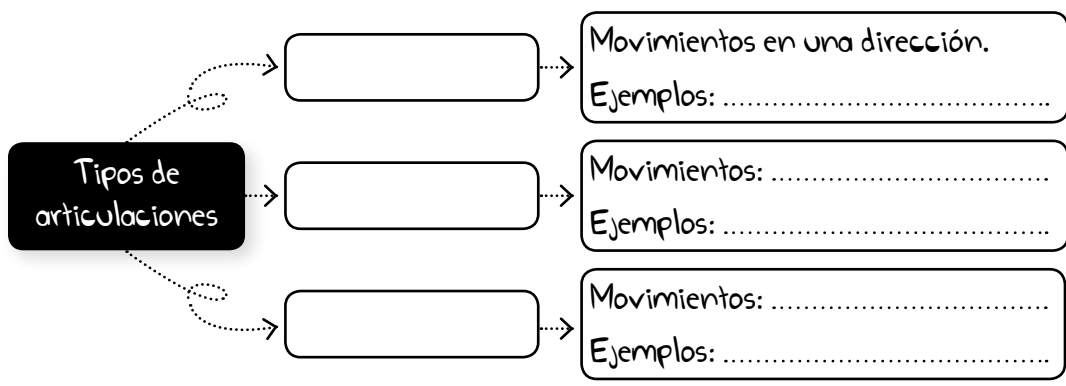 Tipos de
articulaciones
Movimientos en una dirección.
Ejemplos: ..........................................
Movimientos: ....................................
Ejemplos: ..........................................
Movimientos: ....................................
Ejemplos: ..........................................